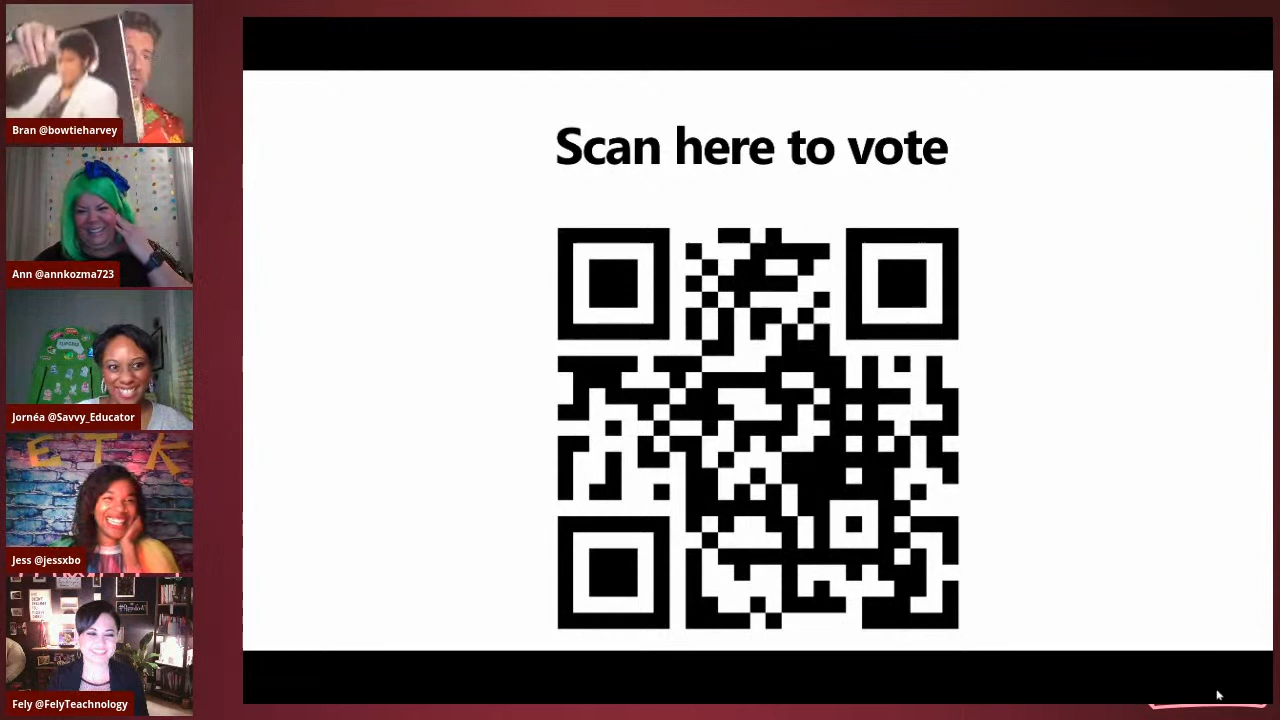 Bran @bowtieharvey
Scan here to vote
Ann @annkozma723
Jornéa @Savvy_Educator
E T K
Jess @jessxbo
Fely @FelyTeachnology